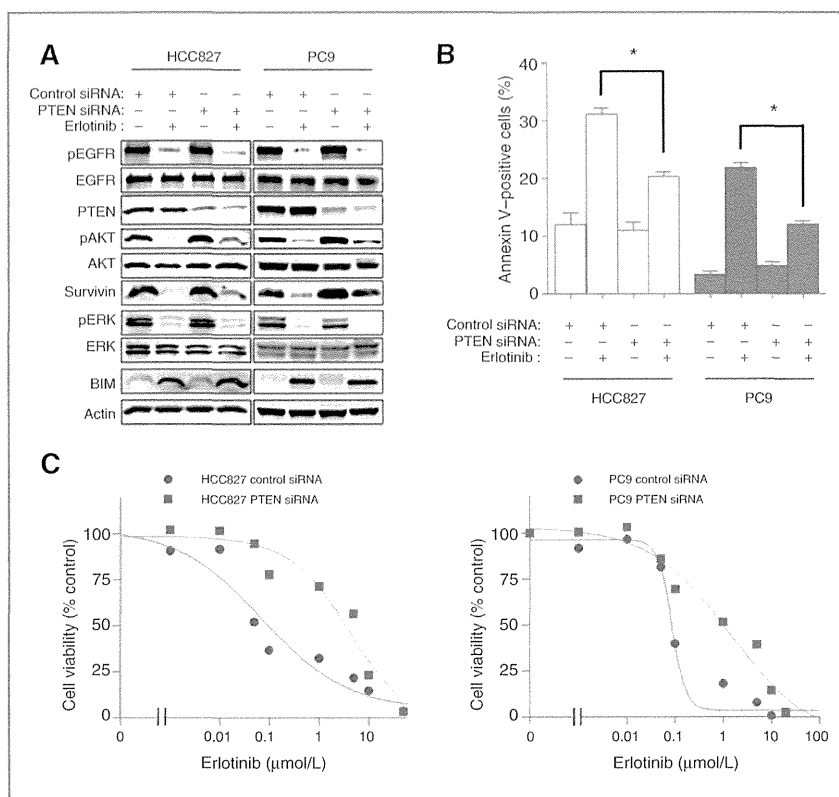 A
HCC827 PC9
Control siRNA: + + − − + + − −
PTEN siRNA: − − + + − − + +
Erlotinib : − + − + − + − +
pEGFR
EGFR
PTEN
pAKT
AKT
Survivin
pERK
ERK
BIM
Actin
B
Annexin V–positive cells (%)
40
30
20
10
0
* *
Control siRNA: + + − − + + − −
PTEN siRNA: − − + + − − + +
Erlotinib : − + − + − + − +
HCC827 PC9
C
HCC827 control siRNA
HCC827 PTEN siRNA
Cell viability (% control)
100
75
50
25
0
0 0.01 0.1 1 10
Erlotinib (μmol/L)
PC9 control siRNA
PC9 PTEN siRNA
Cell viability (% control)
100
75
50
25
0
0 0.01 0.1 1 10 100
Erlotinib (μmol/L)